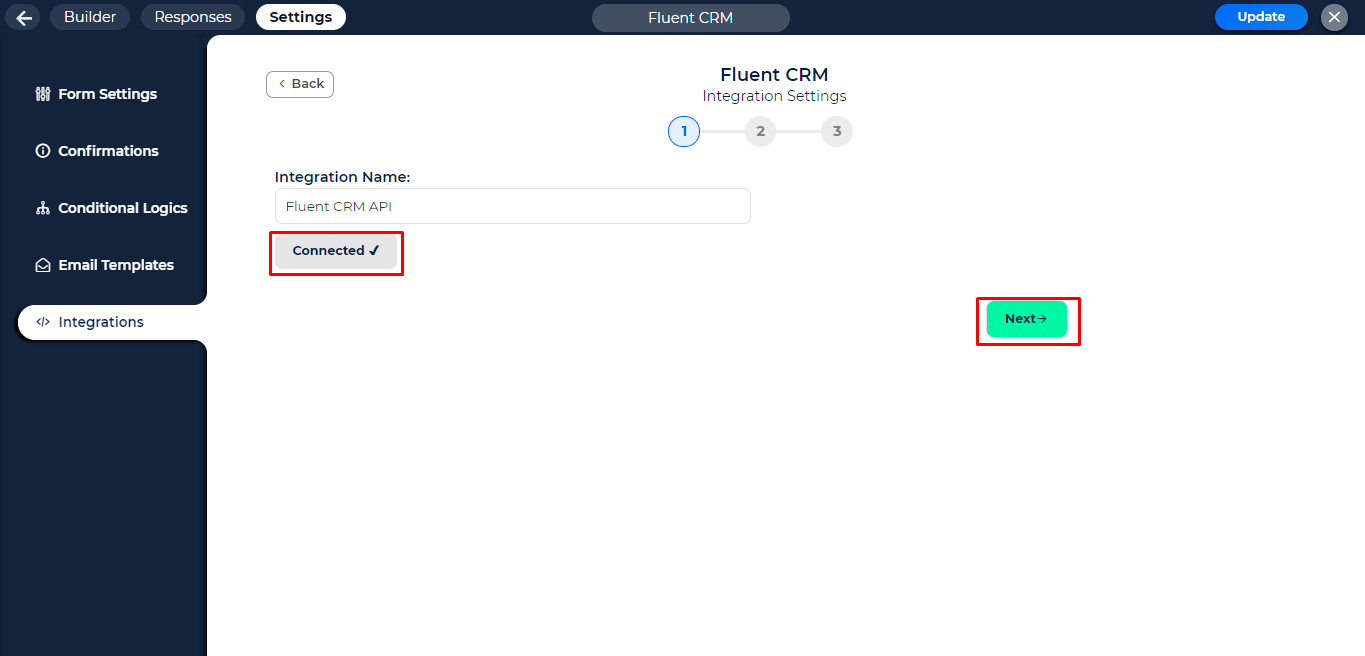 Builder
Responses
Settings
Fluent CRM
Update
Form Settings
Confirmations
Conditional Logics
Email Templates
Integrations
Back
Fluent CRM
Integration Settings
1
2
3
Integration Name:
Fluent CRM API
Connected ✔
Next→